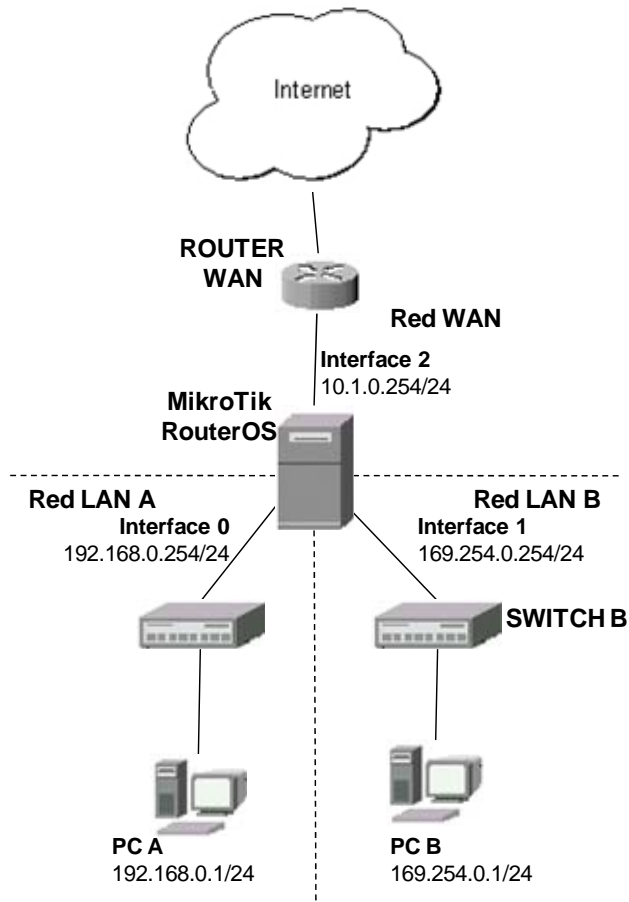 Internet
ROUTER
WAN
Red WAN
Interface 2
10.1.0.254/24
MikroTik
RouterOS
Red LAN A
Interface 0
192.168.0.254/24
Red LAN B
Interface 1
169.254.0.254/24
SWITCH B
PC A
192.168.0.1/24
PC B
169.254.0.1/24